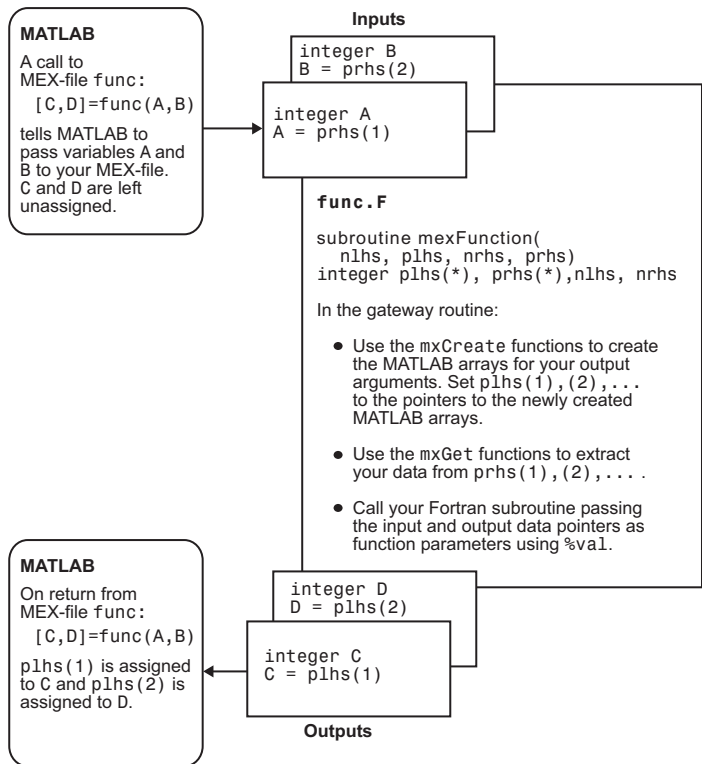 MATLAB
A call to
MEX-file func:
[C,D]=func(A,B)
tells MATLAB to
pass variables A and
B to your MEX-file.
C and D are left
unassigned.
Inputs
integer B
B = prhs(2)
integer A
A = prhs(1)
func.F
subroutine mexFunction(
nlhs, plhs, nrhs, prhs)
integer plhs(*), prhs(*),nlhs, nrhs
In the gateway routine:
• Use the mxCreate functions to create
the MATLAB arrays for your output
arguments. Set plhs(1),(2),...
to the pointers to the newly created
MATLAB arrays.
• Use the mxGet functions to extract
your data from prhs(1),(2),... .
• Call your Fortran subroutine passing
the input and output data pointers as
function parameters using %val.
MATLAB
On return from
MEX-file func:
[C,D]=func(A,B)
plhs(1) is assigned
to C and plhs(2) is
assigned to D.
integer D
D = plhs(2)
integer C
C = plhs(1)
Outputs